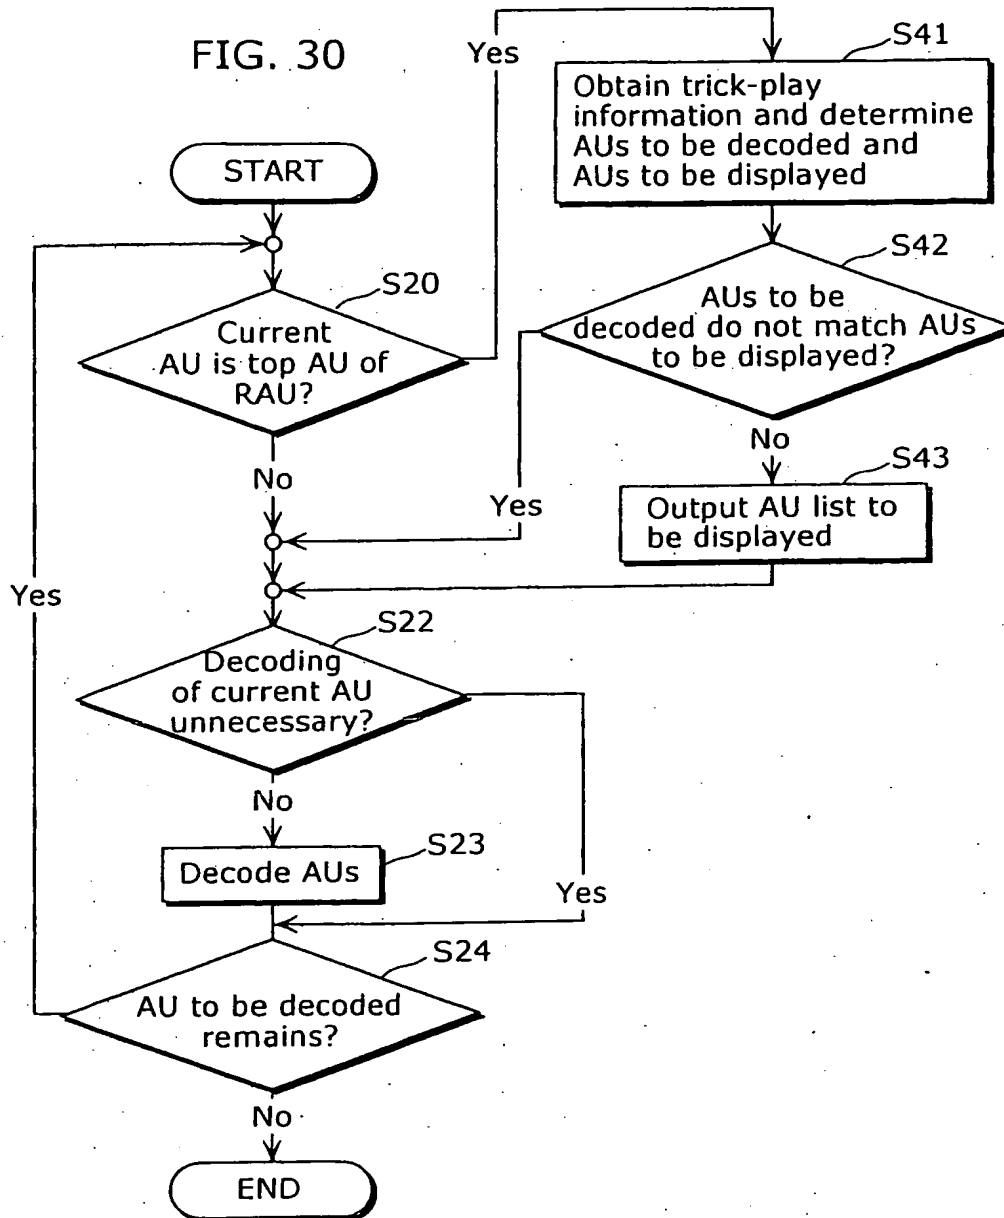 FIG. 30
START
S20
Current
AU is top AU of
RAU?
Yes
No
S41
Obtain trick-play
information and determine
AUs to be decoded and
AUs to be displayed
S42
AUs to be
decoded do not match AUs
to be displayed?
Yes
No
S43
Output AU list to
be displayed
S22
Decoding
of current AU
unnecessary?
No
Yes
S23
Decode AUs
S24
AU to be decoded
remains?
Yes
No
END